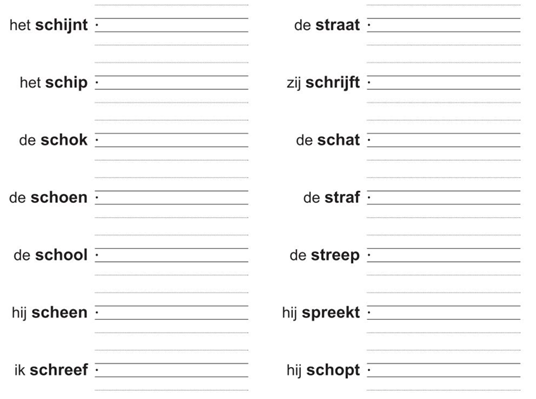 het schijnt
het schip
de schok
de schoen
de school
hij scheen
ik schreef
de straat
zij schrijft
de schat
de straf
de streep
hij spreekt
hij schopt